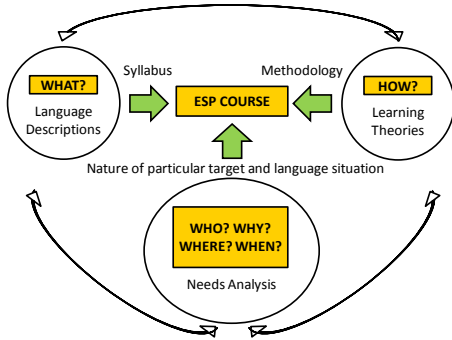 Syllabus
Methodology
WHAT?
ESP COURSE
HOW?
Language
Descriptions
Learning
Theories
Nature of particular target and language situation
WHO? WHY?
WHERE? WHEN?
Needs Analysis